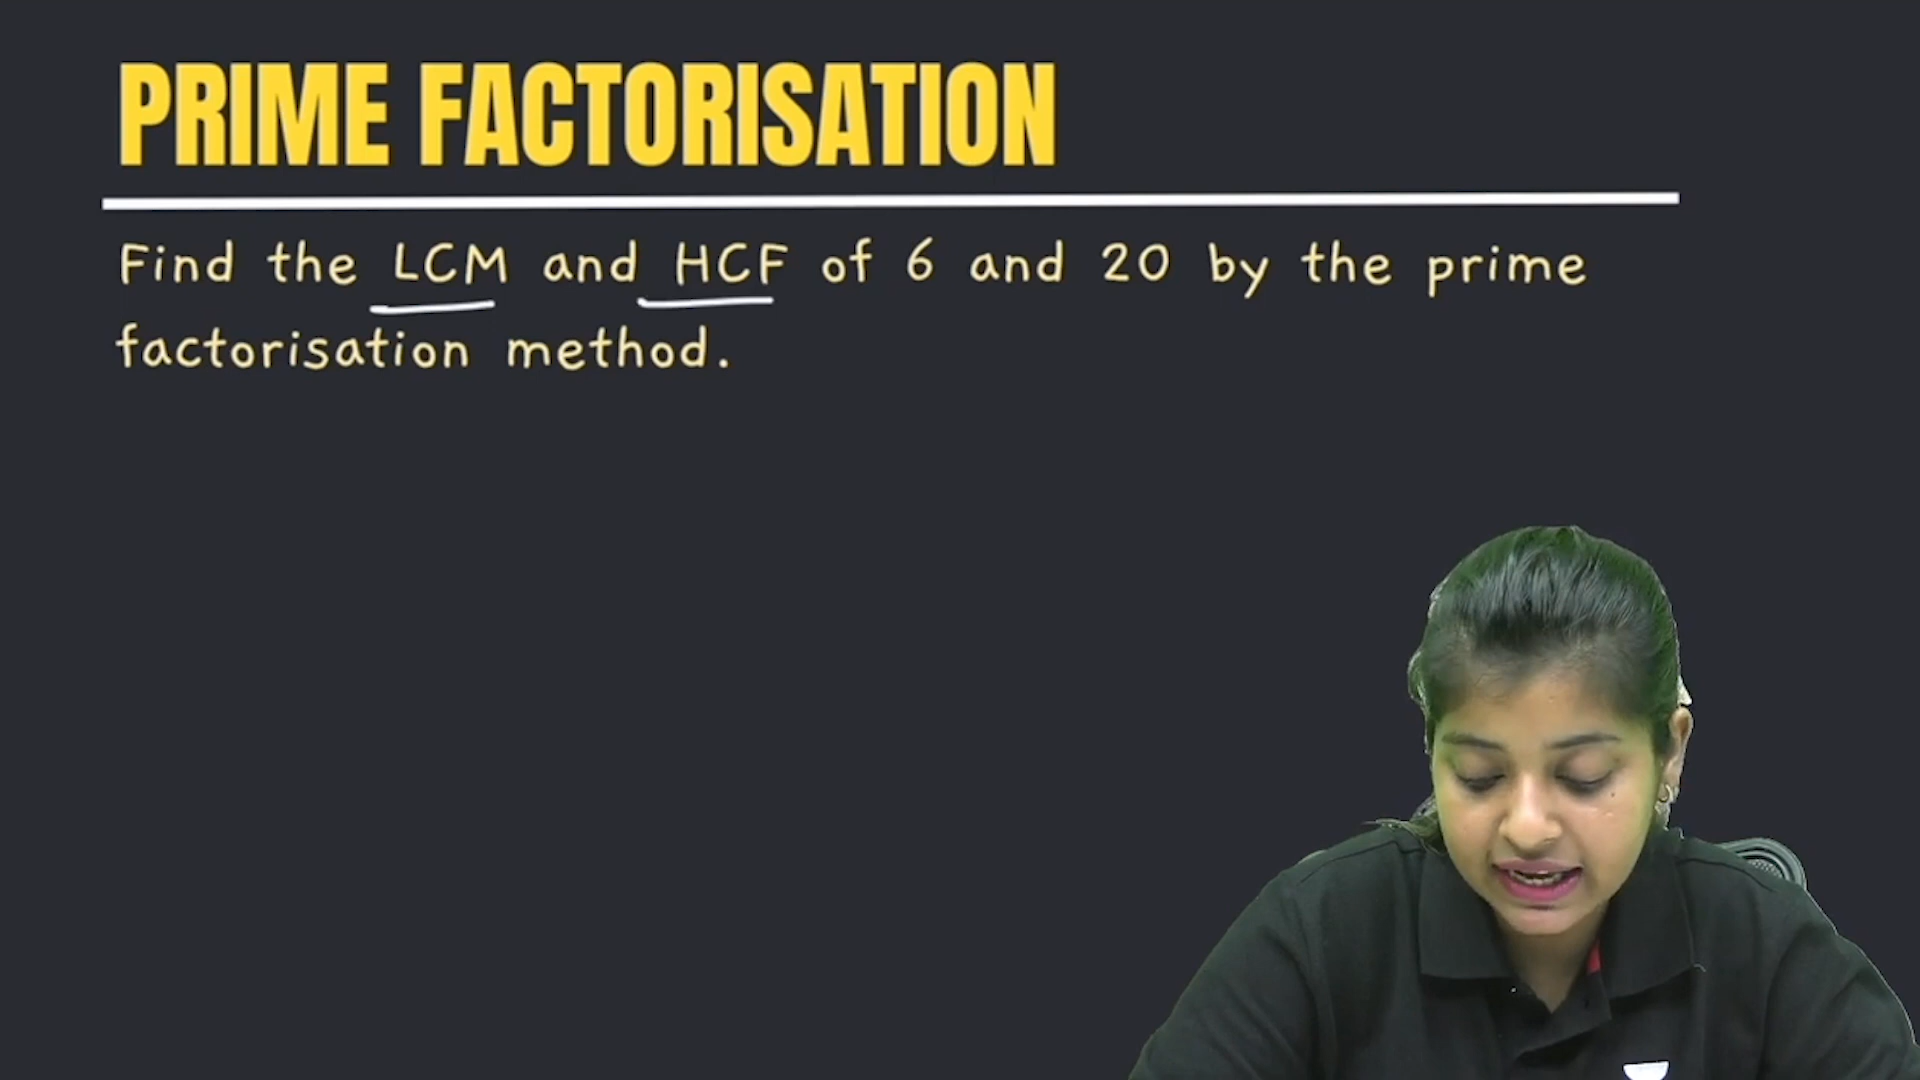 PRIME FACTORISATION
Find the LCM and HCF of 6 and 20 by the prime
factorisation method.